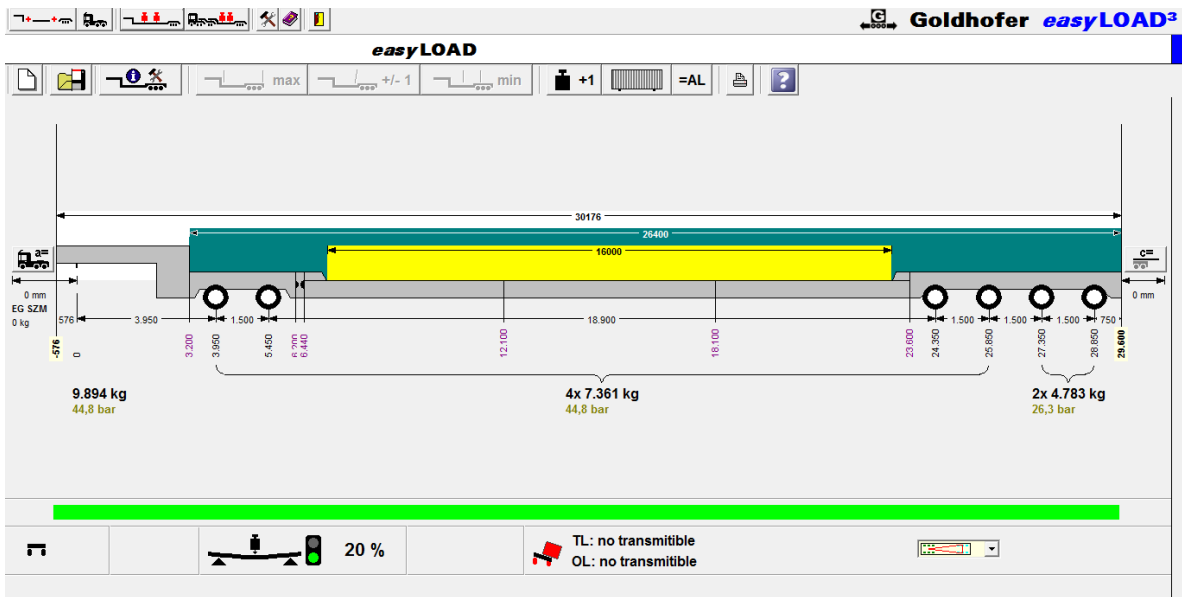 G Goldhofer easyLOAD³
easyLOAD
max +/- 1 min +1 =AL ?
30176
26400
16000
a=
c=
0 mm
0 mm
EG SZM
0 kg
576 3.950 1.500 18.900 1.500 1.500 1.500 750
-576 0 3.200 3.950 5.450 6.200 6.440 12.100 18.100 23.600 24.350 25.850 27.350 28.850 29.600
9.894 kg 4x 7.361 kg 2x 4.783 kg
44,8 bar 44,8 bar 26,3 bar
20 %
TL: no transmitible
OL: no transmitible